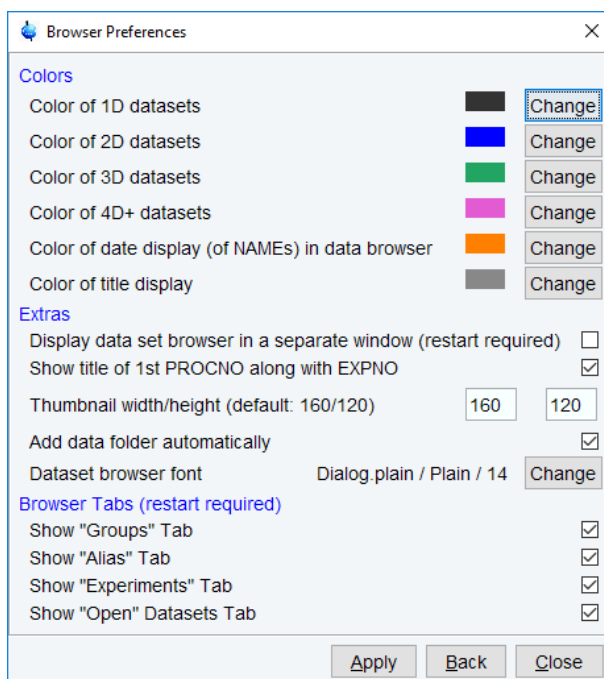 Browser Preferences
Colors
Color of 1D datasets Change
Color of 2D datasets Change
Color of 3D datasets Change
Color of 4D+ datasets Change
Color of date display (of NAMEs) in data browser Change
Color of title display Change
Extras
Display data set browser in a separate window (restart required)
Show title of 1st PROCNO along with EXPNO
Thumbnail width/height (default: 160/120) 160 120
Add data folder automatically
Dataset browser font Dialog.plain / Plain / 14 Change
Browser Tabs (restart required)
Show "Groups" Tab
Show "Alias" Tab
Show "Experiments" Tab
Show "Open" Datasets Tab
Apply Back Close